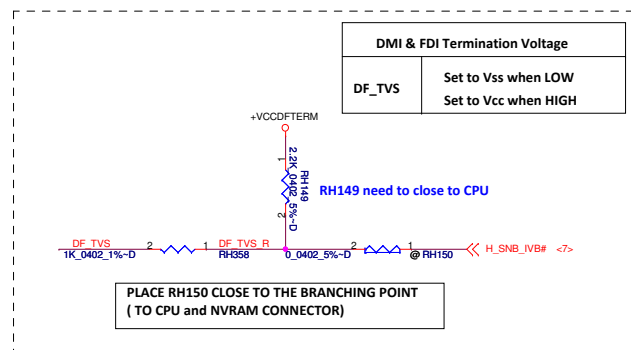 DMI & FDI Termination Voltage
DF_TVS
Set to Vss when LOW
Set to Vcc when HIGH
+VCCDFTERM
1
2.2K_0402_5%~D
RH149
2
RH149 need to close to CPU
DF_TVS 2 1 DF_TVS_R 2 1 H_SNB_IVB# <7>
1K_0402_1%~D RH358 0_0402_5%~D @ RH150
PLACE RH150 CLOSE TO THE BRANCHING POINT
( TO CPU and NVRAM CONNECTOR)